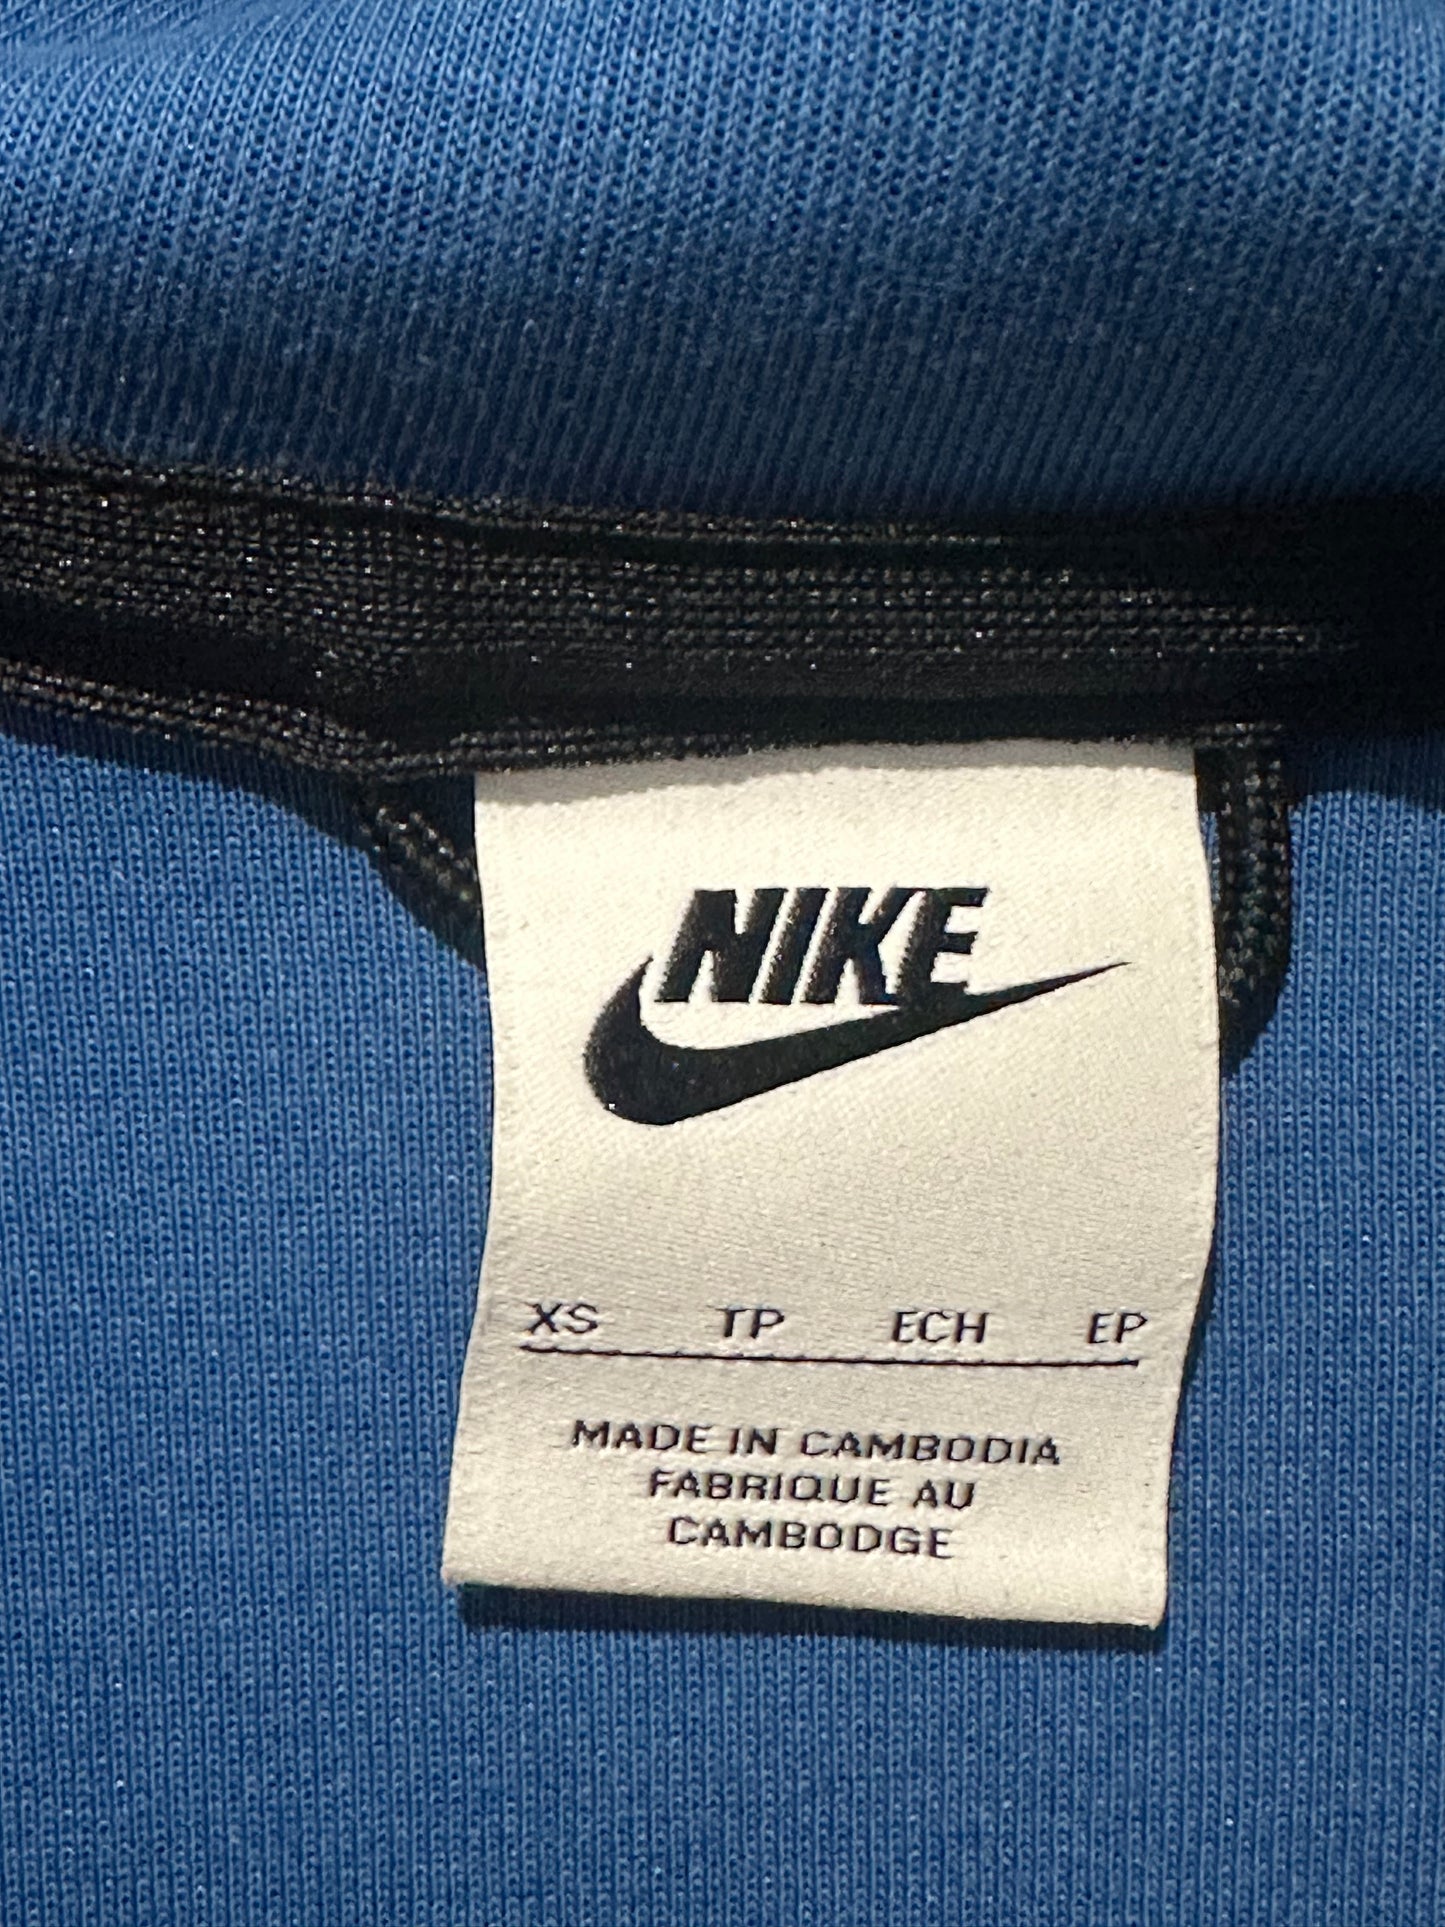 NIKE
XS TP ECH EP
MADE IN CAMBODIA
FABRIQUE AU
CAMBODGE